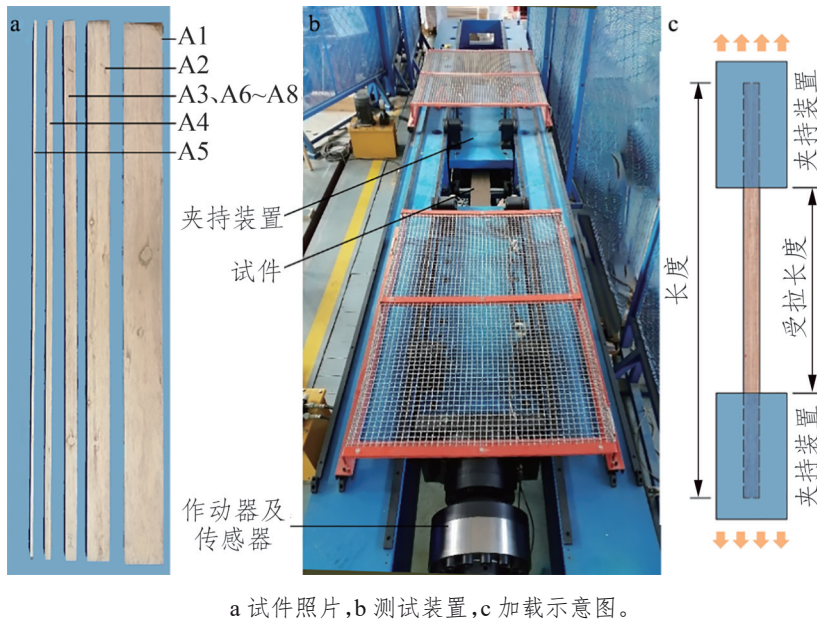 a
A1
A2
A3、A6~A8
A4
A5
b
夹持装置
试件
作动器及
传感器
c
夹持装置
长度
受拉长度
夹持装置
a 试件照片,b 测试装置,c 加载示意图。